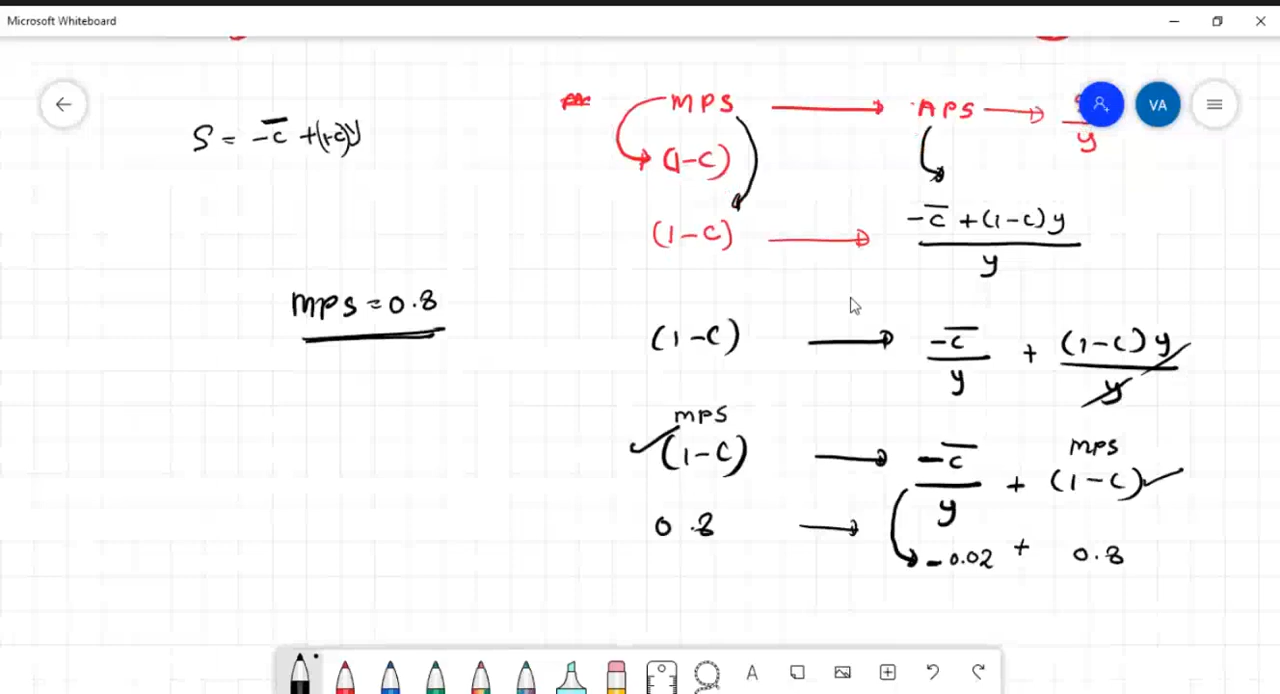 Microsoft Whiteboard
MPS → APS → S/y
VA
S = -c̅ + (1-c)y
(1-C)
(1-C) → (-c̅ + (1-c)y)/y
MPS = 0.8
(1-C) → -c̅/y + (1-c)y/y
MPS
MPS
(1-C) → -c̅/y + (1-c)
0.8 → -0.02 + 0.8
A